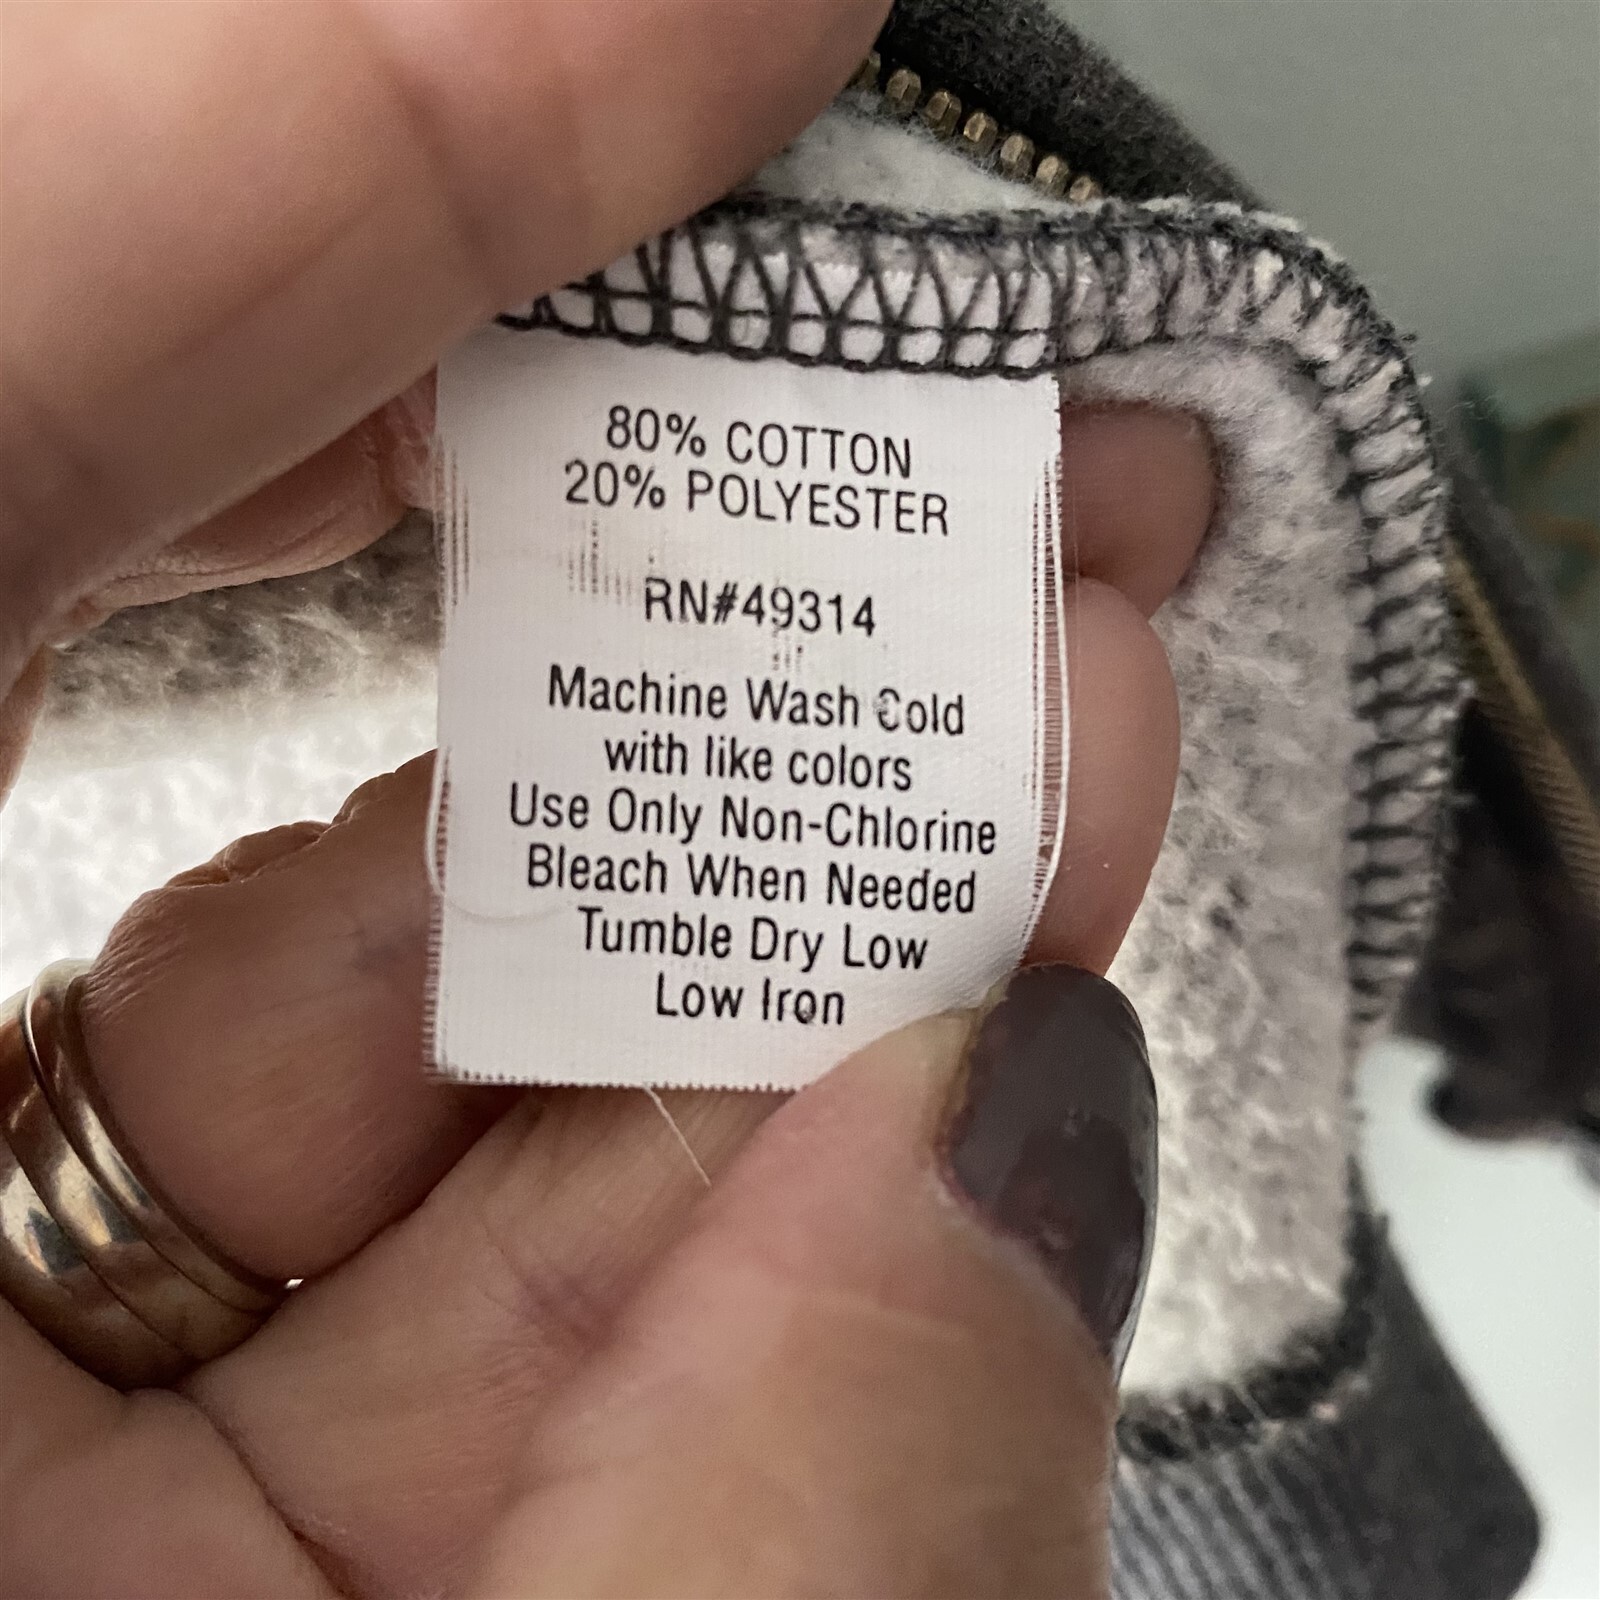 80% COTTON
20% POLYESTER
RN#49314
Machine Wash Cold
with like colors
Use Only Non-Chlorine
Bleach When Needed
Tumble Dry Low
Low Iron